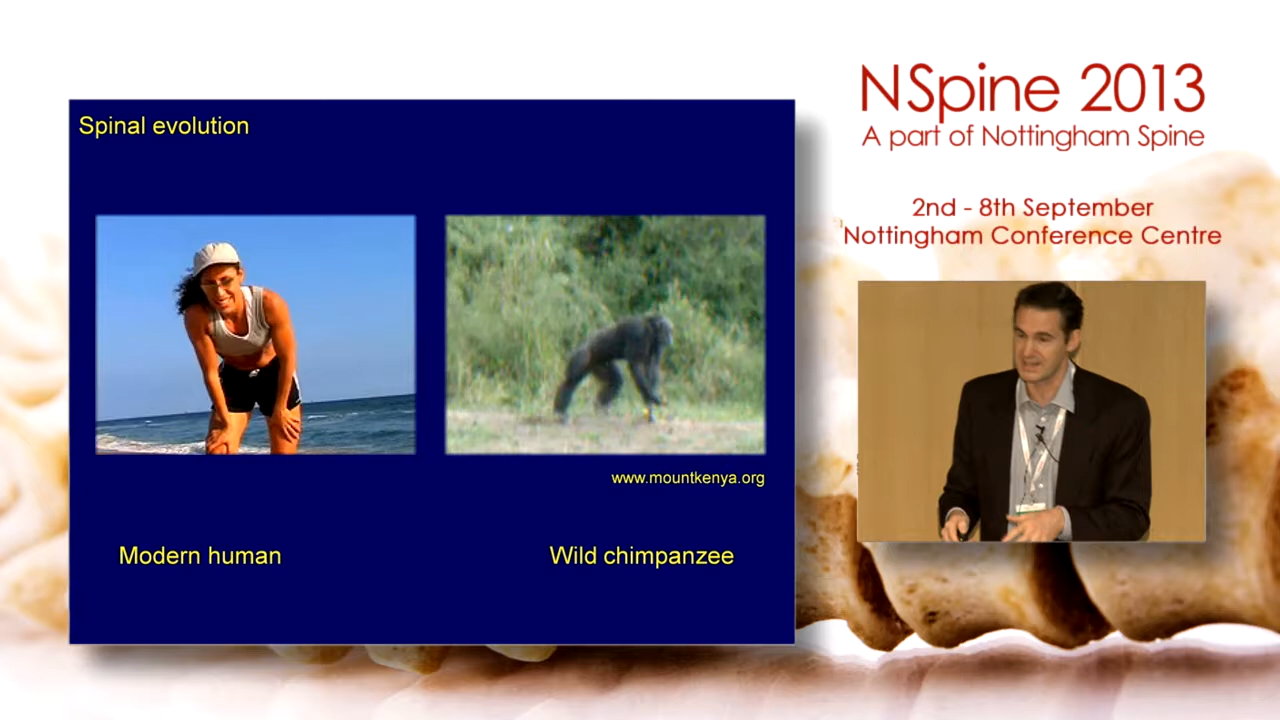 Spinal evolution
www.mountkenya.org
Modern human
Wild chimpanzee
NSpine 2013
A part of Nottingham Spine
2nd - 8th September
Nottingham Conference Centre